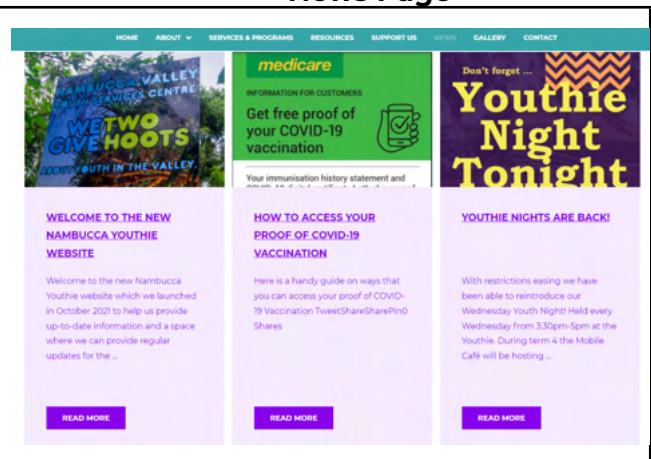 HOME ABOUT SERVICES & PROGRAMS RESOURCES SUPPORT US NEWS GALLERY CONTACT
NAMBUCCA VALLEY
YOUTH SERVICES CENTRE
WE TWO
GIVE HOOTS
ABOUT YOUTH IN THE VALLEY.
medicare
INFORMATION FOR CUSTOMERS
Get free proof of
your COVID-19
vaccination
Your immunisation history statement and
Don't forget ...
Youthie
Night
Tonight
WELCOME TO THE NEW
NAMBUCCA YOUTHIE
WEBSITE
Welcome to the new Nambucca
Youthie website which we launched
in October 2021 to help us provide
up-to-date information and a space
where we can provide regular
updates for the ...
READ MORE
HOW TO ACCESS YOUR
PROOF OF COVID-19
VACCINATION
Here is a handy guide on ways that
you can access your proof of COVID-
19 Vaccination TweetShareSharePin0
Shares
READ MORE
YOUTHIE NIGHTS ARE BACK!
With restrictions easing we have
been able to reintroduce our
Wednesday Youth Night! Held every
Wednesday from 3:30pm-5pm at the
Youthie. During term 4 the Mobile
Café will be hosting ...
READ MORE